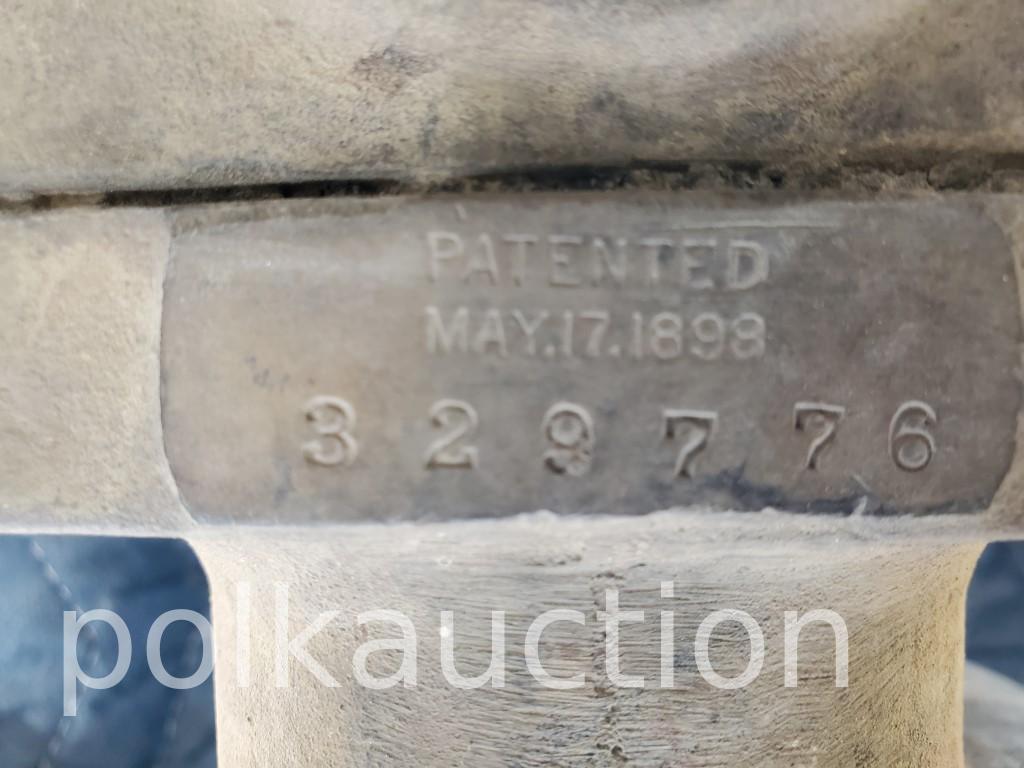 PATENTED
MAY.17.1898
329776
polkauction